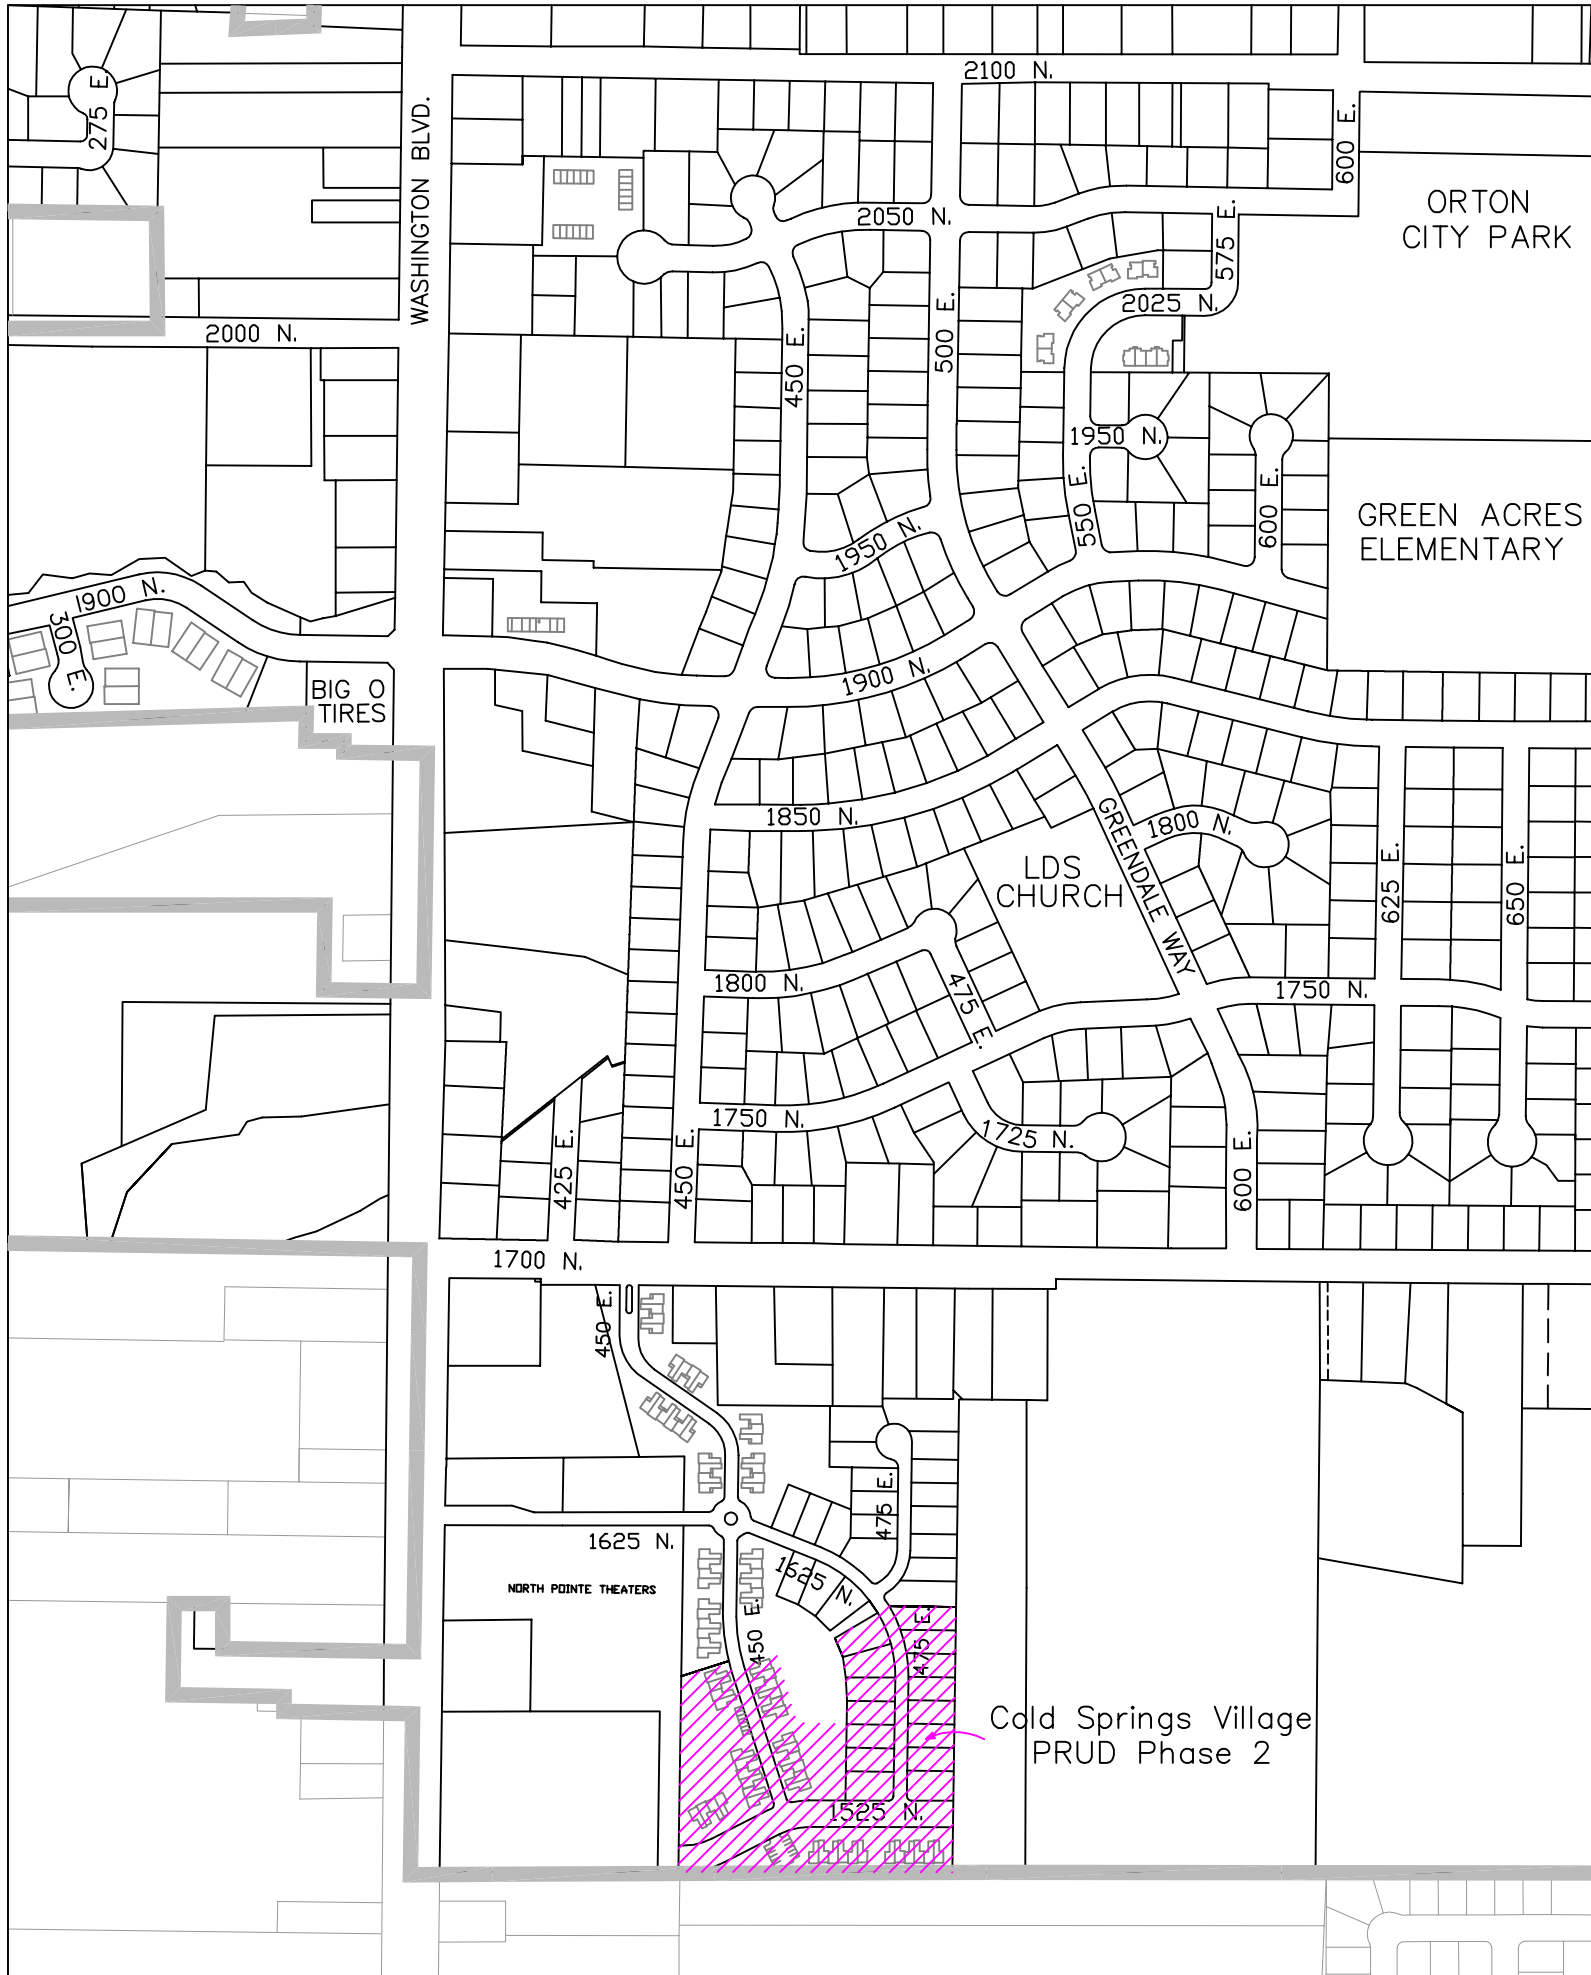 2100 N.
275 E.
WASHINGTON BLVD.
600 E.
ORTON
CITY PARK
2050 N.
575 E.
2025 N.
2000 N.
450 E.
500 E.
1950 N.
550 E.
600 E.
GREEN ACRES
ELEMENTARY
1950 N.
1900 N.
300 E.
1900 N.
BIG O
TIRES
1850 N.
GREENDALE WAY
1800 N.
LDS
CHURCH
625 E.
650 E.
1800 N.
475 E.
1750 N.
1750 N.
1725 N.
425 E.
450 E.
600 E.
1700 N.
450 E.
475 E.
1625 N.
1625 N.
NORTH POINTE THEATERS
450 E.
475 E.
Cold Springs Village
PRUD Phase 2
1525 N.